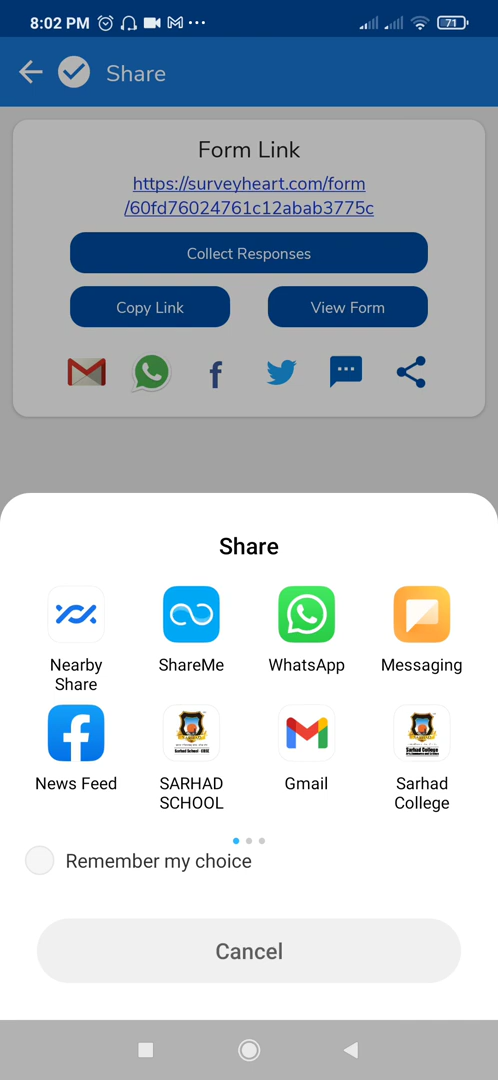 8:02 PM
71
Share
Form Link
https://surveyheart.com/form
/60fd76024761c12abab3775c
Collect Responses
Copy Link
View Form
Share
Nearby
Share
ShareMe
WhatsApp
Messaging
News Feed
SARHAD
SCHOOL
Gmail
Sarhad
College
Remember my choice
Cancel